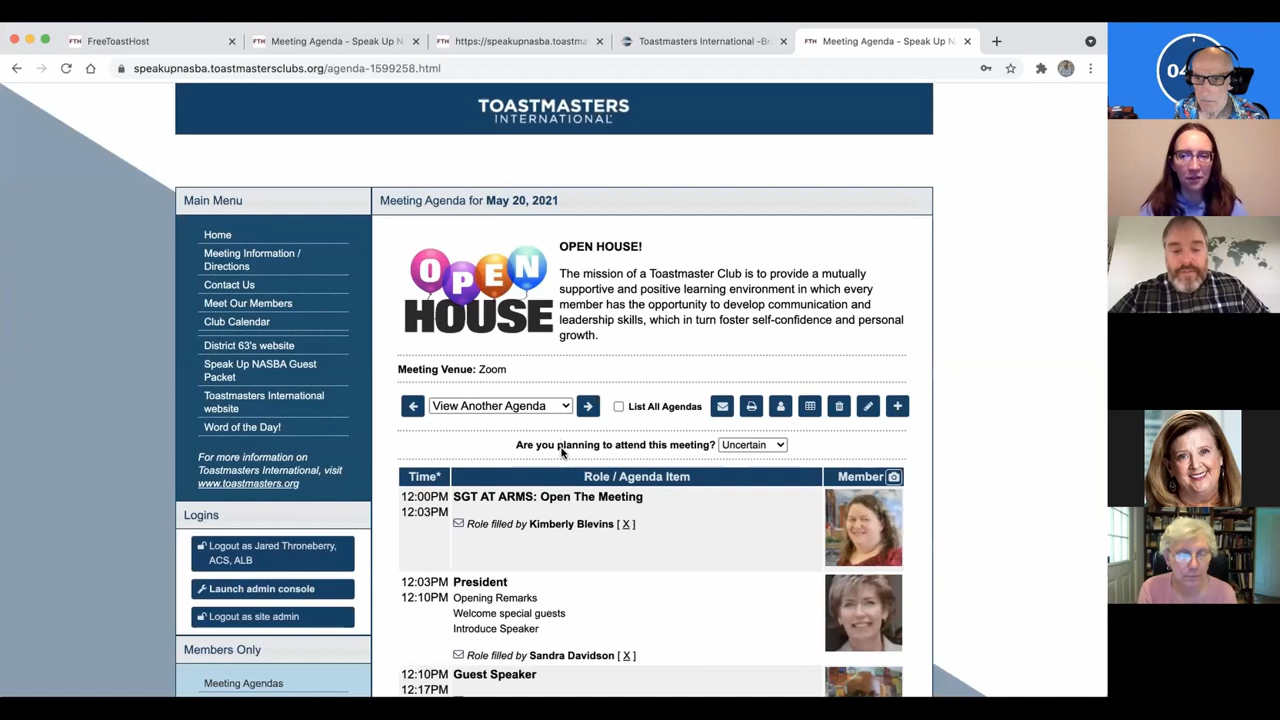 FTH FreeToastHost
FTH Meeting Agenda - Speak Up N
FTH https://speakupnasba.toastma
Toastmasters International -Br
FTH Meeting Agenda - Speak Up N
speakupnasba.toastmastersclubs.org/agenda-1599258.html
04
TOASTMASTERS
INTERNATIONAL
Main Menu
Home
Meeting Information /
Directions
Contact Us
Meet Our Members
Club Calendar
District 63's website
Speak Up NASBA Guest
Packet
Toastmasters International
website
Word of the Day!
For more information on
Toastmasters International, visit
www.toastmasters.org
Logins
Logout as Jared Throneberry,
ACS, ALB
Launch admin console
Logout as site admin
Members Only
Meeting Agendas
Meeting Agenda for May 20, 2021
OPEN
HOUSE
OPEN HOUSE!
The mission of a Toastmaster Club is to provide a mutually
supportive and positive learning environment in which every
member has the opportunity to develop communication and
leadership skills, which in turn foster self-confidence and personal
growth.
Meeting Venue: Zoom
View Another Agenda
List All Agendas
Are you planning to attend this meeting? Uncertain
Time* Role / Agenda Item Member
12:00PM SGT AT ARMS: Open The Meeting
12:03PM
Role filled by Kimberly Blevins [ X ]
12:03PM President
12:10PM Opening Remarks
Welcome special guests
Introduce Speaker
Role filled by Sandra Davidson [ X ]
12:10PM Guest Speaker
12:17PM